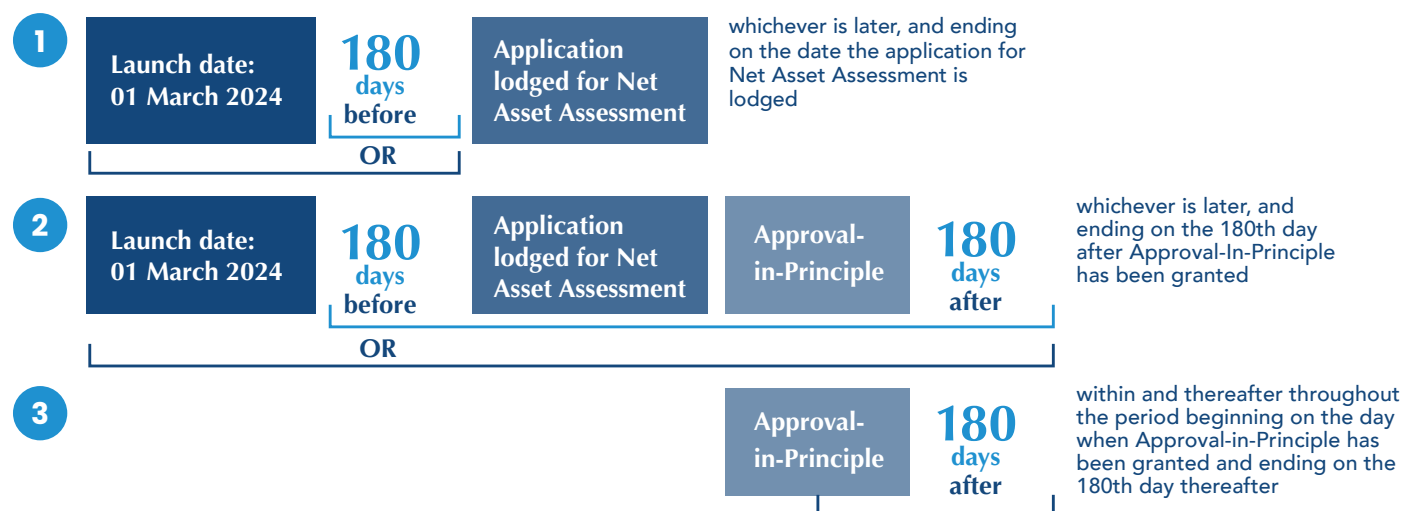 1
Launch date:
01 March 2024
180
days
before
OR
Application
lodged for Net
Asset Assessment
whichever is later, and ending
on the date the application for
Net Asset Assessment is
lodged
2
Launch date:
01 March 2024
180
days
before
OR
Application
lodged for Net
Asset Assessment
Approval-
in-Principle
180
days
after
whichever is later, and
ending on the 180th day
after Approval-In-Principle
has been granted
3
Approval-
in-Principle
180
days
after
within and thereafter throughout
the period beginning on the day
when Approval-in-Principle has
been granted and ending on the
180th day thereafter